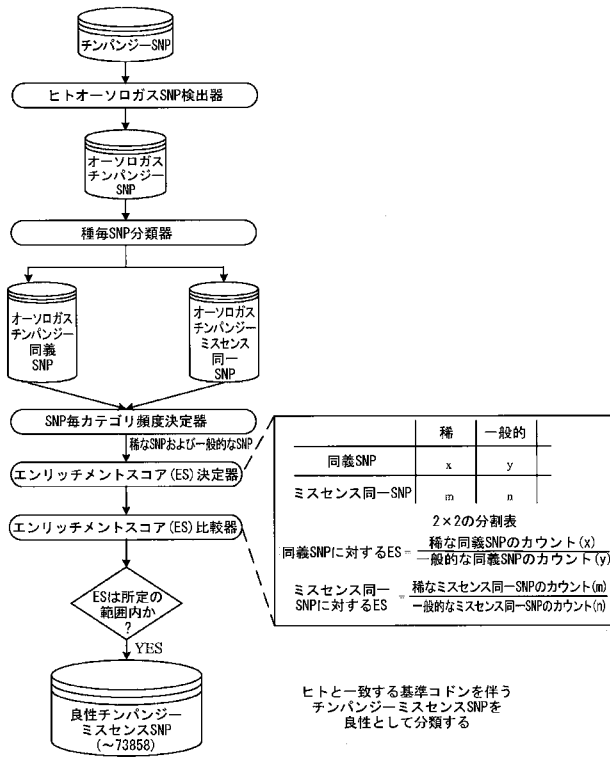 チンパンジーSNP
ヒトオーソロガスSNP検出器
オーソロガス
チンパンジー
SNP
種毎SNP分類器
オーソロガス
チンパンジー
同義
SNP
オーソロガス
チンパンジー
ミスセンス
同一
SNP
SNP毎カテゴリ頻度決定器
稀なSNPおよび一般的なSNP
エンリッチメントスコア(ES)決定器
エンリッチメントスコア(ES)比較器
ESは所定の
範囲内か
?
YES
良性チンパンジー
ミスセンスSNP
(~73858)
稀 一般的
同義SNP x y
ミスセンス同一SNP m n
2×2の分割表
同義SNPに対するES=
稀な同義SNPのカウント(x)
一般的な同義SNPのカウント(y)
ミスセンス同一
SNPに対するES
=
稀なミスセンス同一SNPのカウント(m)
一般的なミスセンス同一SNPのカウント(n)
ヒトと一致する基準コドンを伴う
チンパンジーミスセンスSNPを
良性として分類する